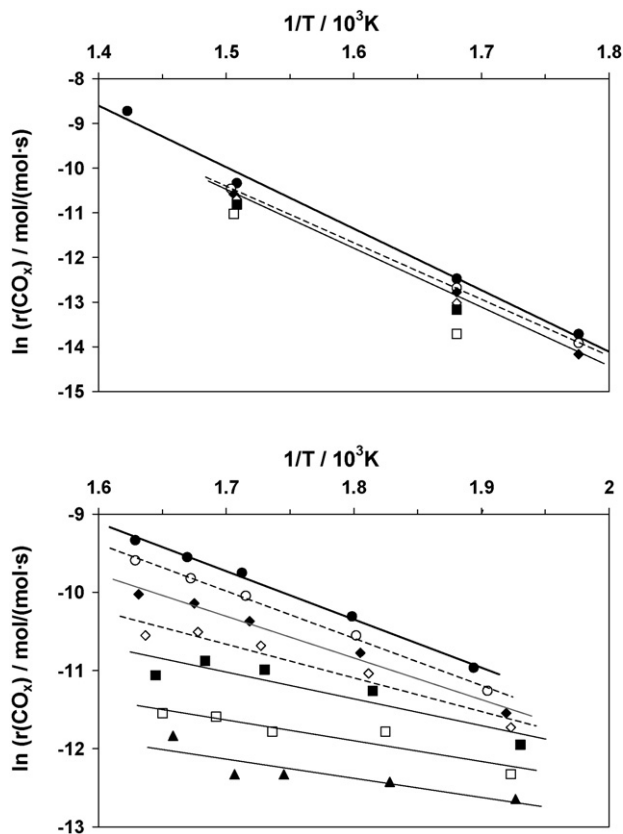 1/T / 10³K
1.4 1.5 1.6 1.7 1.8
-8
-9
-10
-11
-12
-13
-14
-15
ln (r(COₓ) / mol/(mol·s)
1/T / 10³K
1.6 1.7 1.8 1.9 2
-9
-10
-11
-12
-13
ln (r(COₓ) / mol/(mol·s)